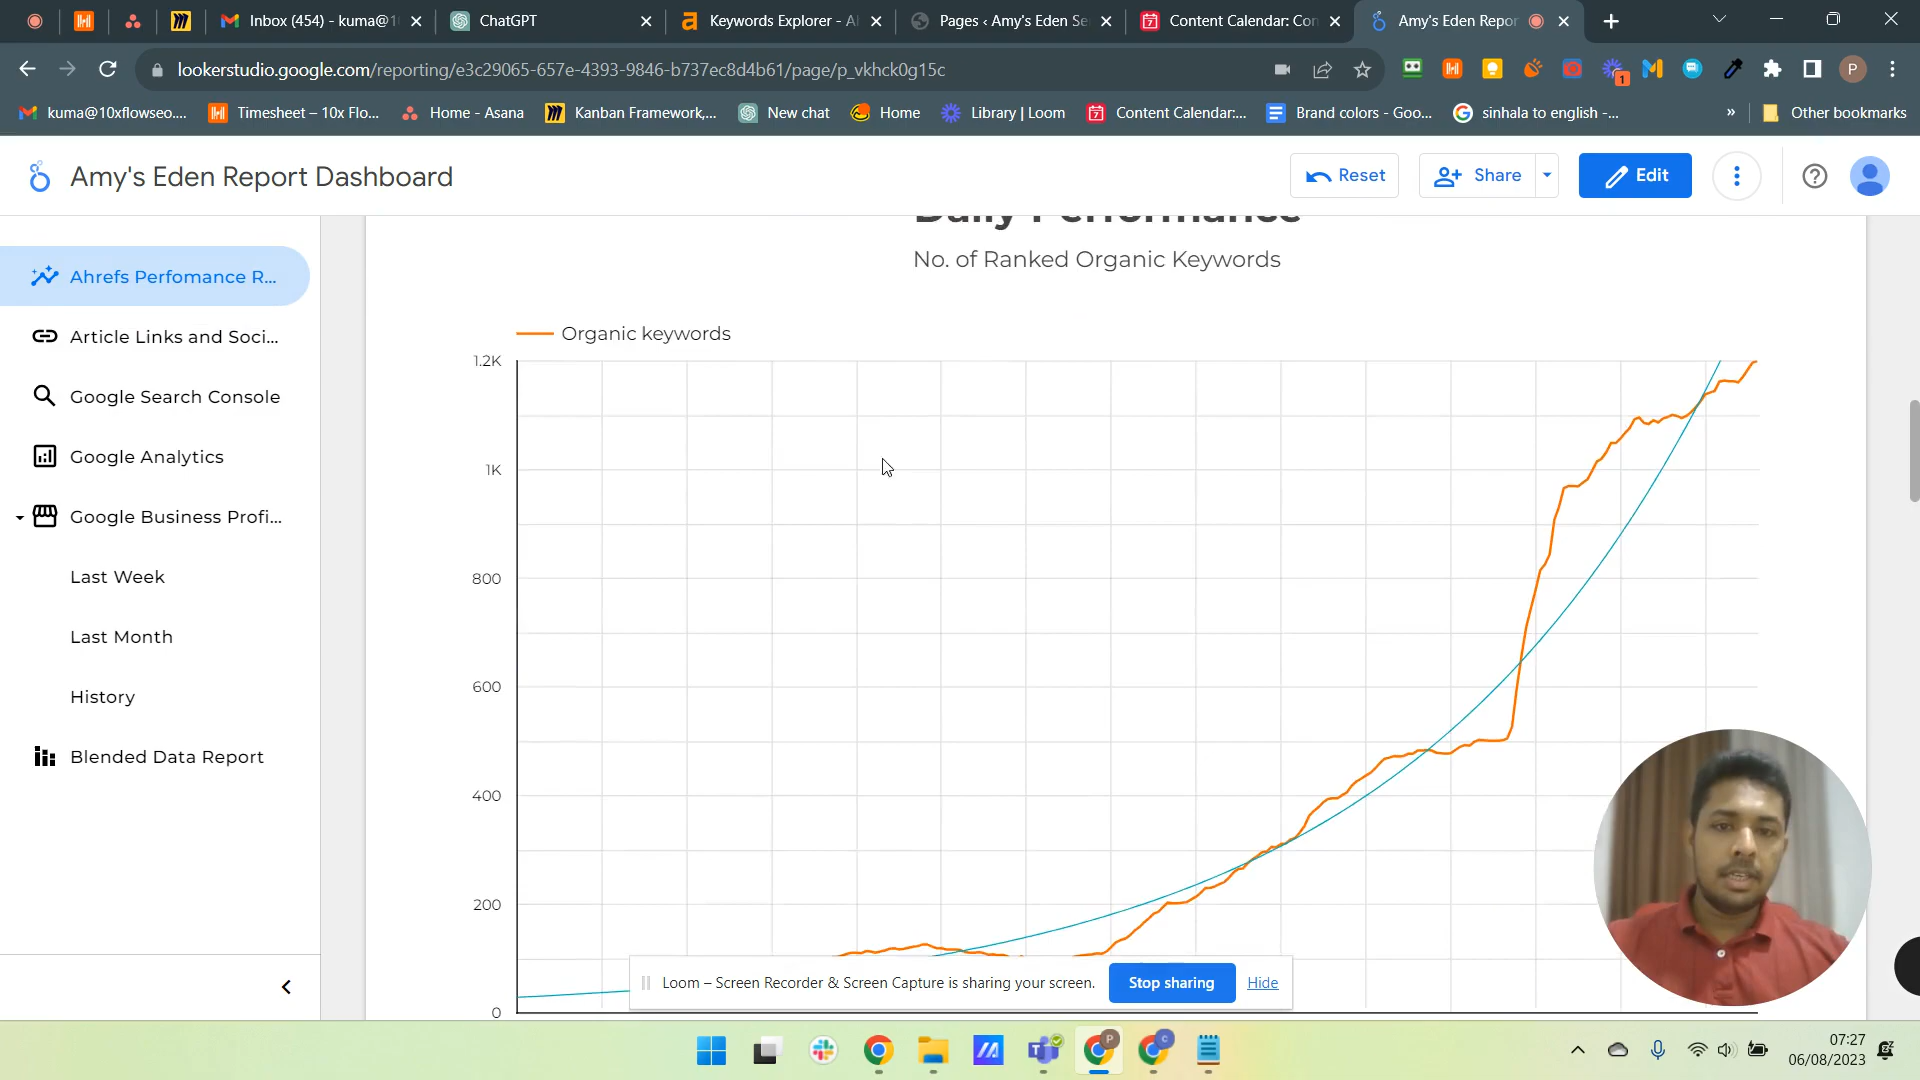 Inbox (454) - kuma@1
ChatGPT
Keywords Explorer - A
Pages ‹ Amy's Eden Se
Content Calendar: Con
Amy's Eden Repor
lookerstudio.google.com/reporting/e3c29065-657e-4393-9846-b737ec8d4b61/page/p_vkhck0g15c
1
P
kuma@10xflowseo....
Timesheet – 10x Flo...
Home - Asana
Kanban Framework,...
New chat
Home
Library | Loom
Content Calendar:...
Brand colors - Goo...
sinhala to english -...
»
Other bookmarks
Amy's Eden Report Dashboard
Reset
Share
Edit
Daily Performance
No. of Ranked Organic Keywords
Ahrefs Perfomance R...
Article Links and Soci...
Google Search Console
Google Analytics
Google Business Profi...
Last Week
Last Month
History
Blended Data Report
Organic keywords
1.2K
1K
800
600
400
200
0
Loom – Screen Recorder & Screen Capture is sharing your screen.
Stop sharing
Hide
07:27
06/08/2023